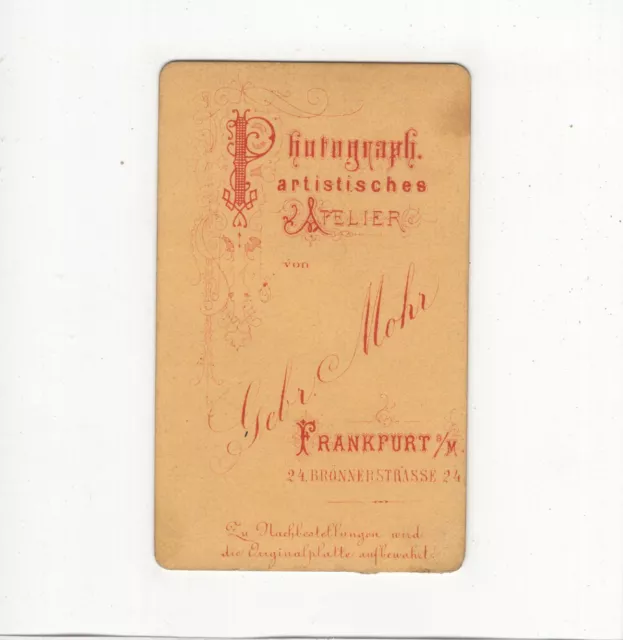 Photograph.
artistisches
ATELIER
von
Gebr. Mohr
FRANKFURT a/M.
24. BRÖNNERSTRASSE 24
Zu Nachbestellungen wird
die Originalplatte aufbewahrt.